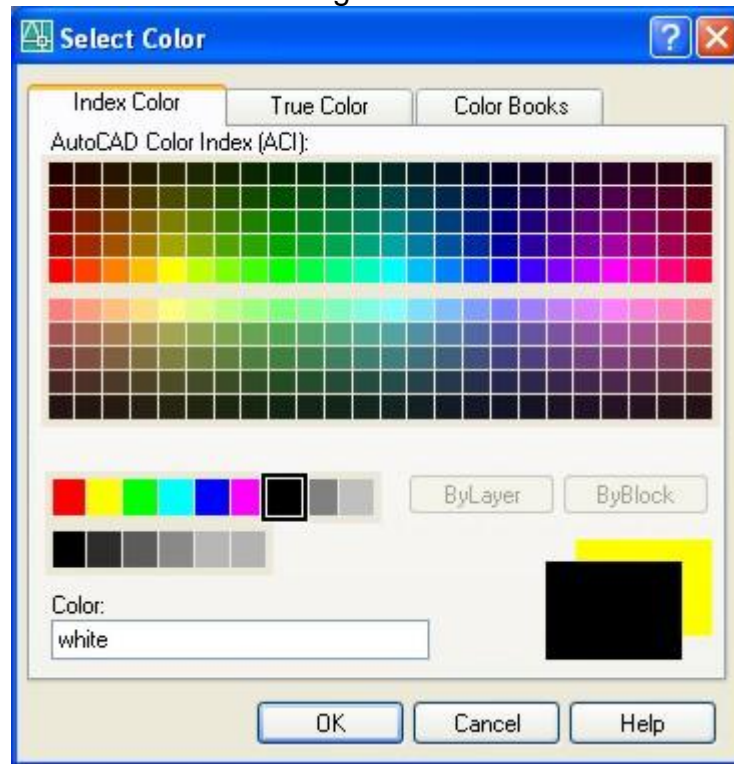 Select Color
Index Color True Color Color Books
AutoCAD Color Index (ACI):
ByLayer ByBlock
Color:
white
OK Cancel Help